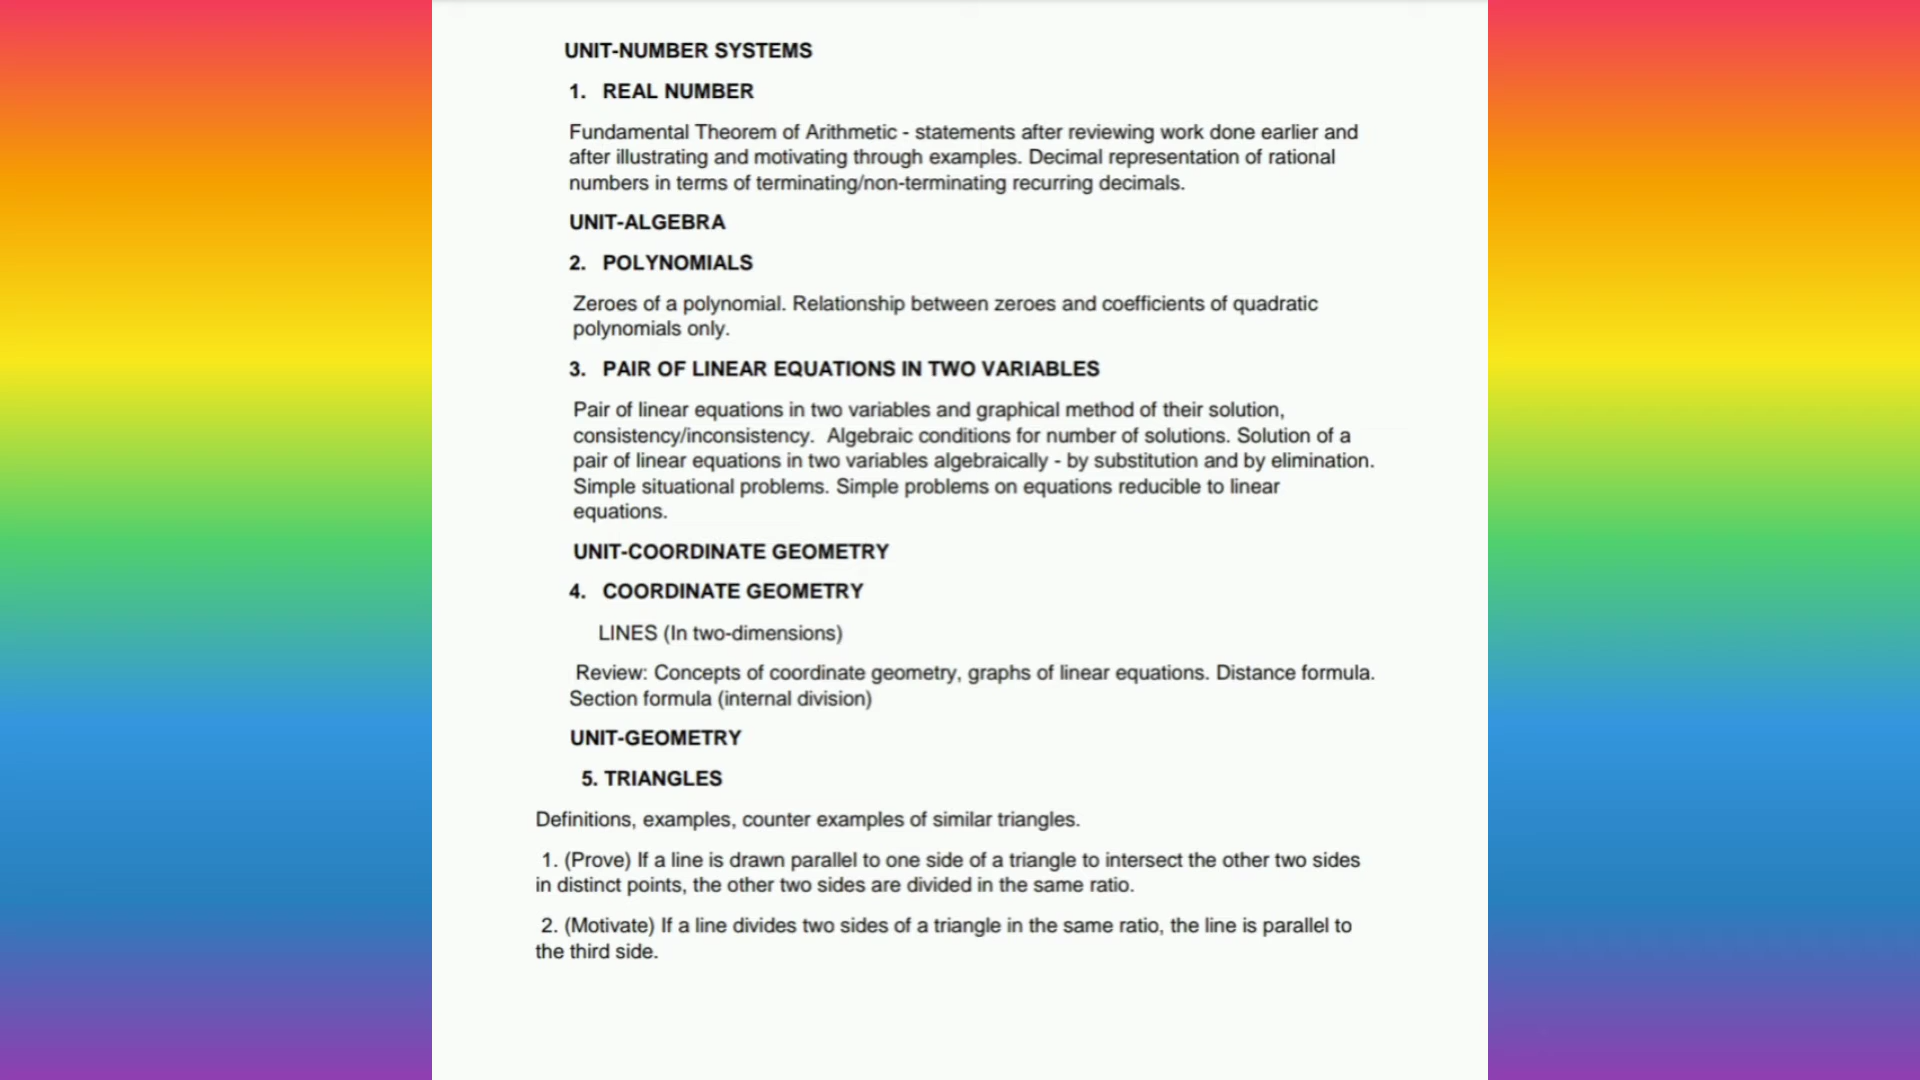 UNIT-NUMBER SYSTEMS
1. REAL NUMBER
Fundamental Theorem of Arithmetic - statements after reviewing work done earlier and
after illustrating and motivating through examples. Decimal representation of rational
numbers in terms of terminating/non-terminating recurring decimals.
UNIT-ALGEBRA
2. POLYNOMIALS
Zeroes of a polynomial. Relationship between zeroes and coefficients of quadratic
polynomials only.
3. PAIR OF LINEAR EQUATIONS IN TWO VARIABLES
Pair of linear equations in two variables and graphical method of their solution,
consistency/inconsistency. Algebraic conditions for number of solutions. Solution of a
pair of linear equations in two variables algebraically - by substitution and by elimination.
Simple situational problems. Simple problems on equations reducible to linear
equations.
UNIT-COORDINATE GEOMETRY
4. COORDINATE GEOMETRY
LINES (In two-dimensions)
Review: Concepts of coordinate geometry, graphs of linear equations. Distance formula.
Section formula (internal division)
UNIT-GEOMETRY
5. TRIANGLES
Definitions, examples, counter examples of similar triangles.
1. (Prove) If a line is drawn parallel to one side of a triangle to intersect the other two sides
in distinct points, the other two sides are divided in the same ratio.
2. (Motivate) If a line divides two sides of a triangle in the same ratio, the line is parallel to
the third side.